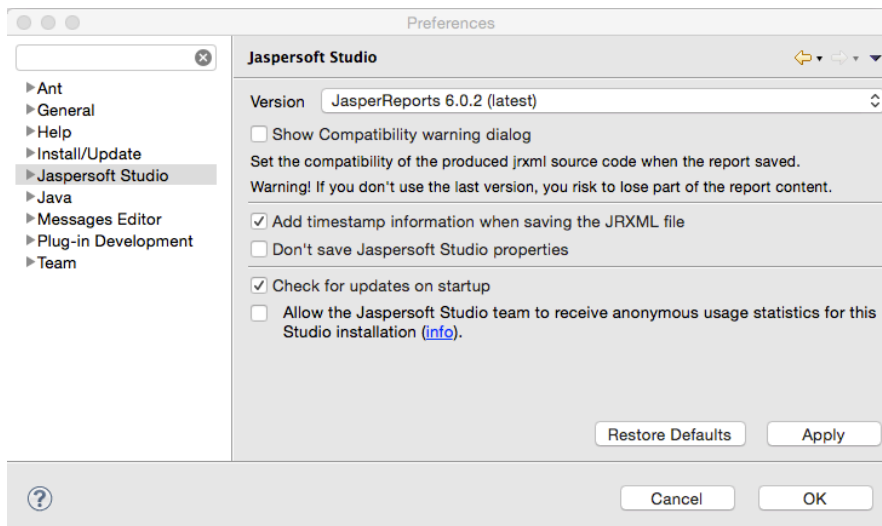 Preferences
Ant
General
Help
Install/Update
Jaspersoft Studio
Java
Messages Editor
Plug-in Development
Team
Jaspersoft Studio
Version JasperReports 6.0.2 (latest)
Show Compatibility warning dialog
Set the compatibility of the produced jrxml source code when the report saved.
Warning! If you don't use the last version, you risk to lose part of the report content.
Add timestamp information when saving the JRXML file
Don't save Jaspersoft Studio properties
Check for updates on startup
Allow the Jaspersoft Studio team to receive anonymous usage statistics for this
Studio installation (info).
Restore Defaults Apply
? Cancel OK